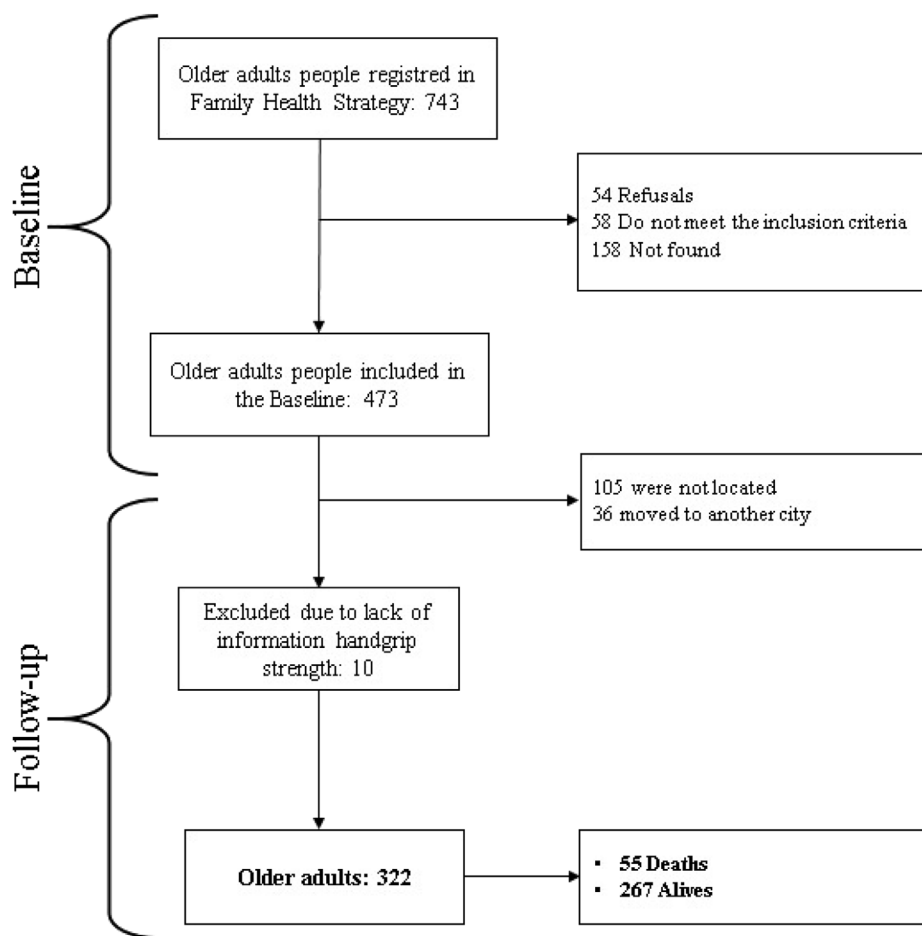 Baseline
Older adults people registred in
Family Health Strategy: 743
54 Refusals
58 Do not meet the inclusion criteria
158 Not found
Older adults people included in
the Baseline: 473
Follow-up
105 were not located
36 moved to another city
Excluded due to lack of
information handgrip
strength: 10
Older adults: 322
▪ 55 Deaths
▪ 267 Alives